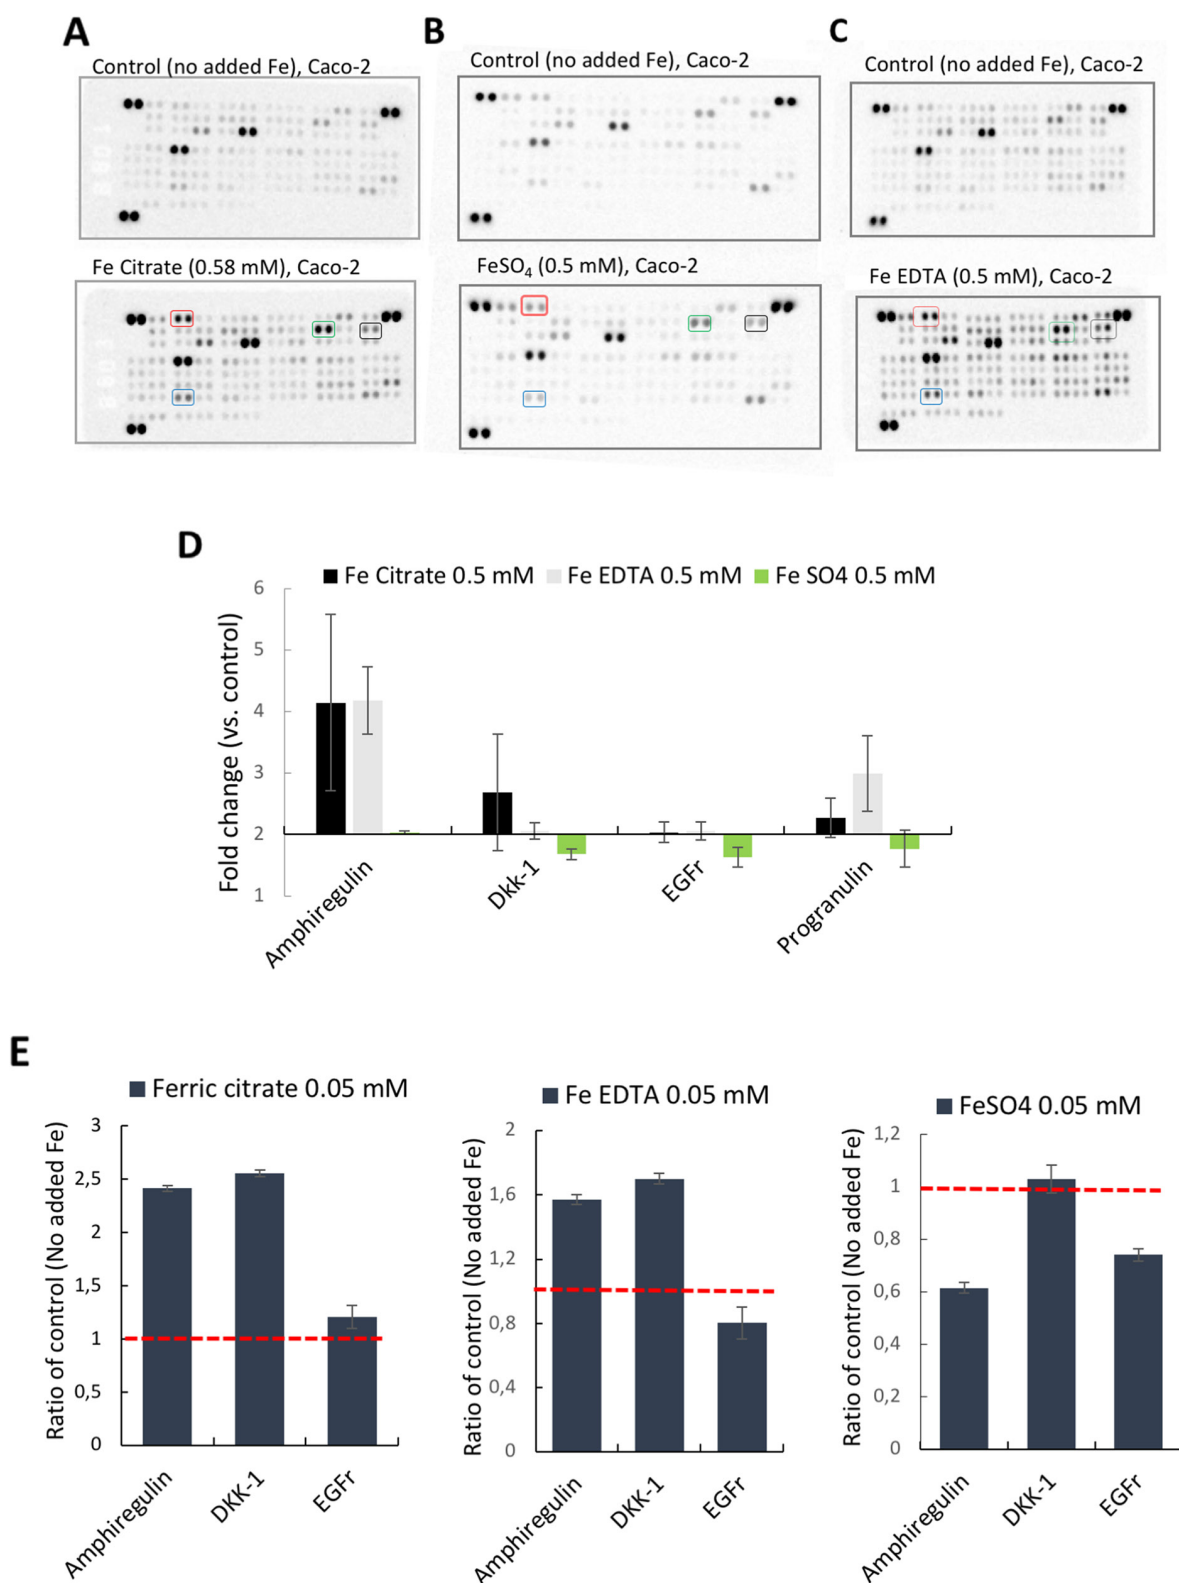 A
B
C
Control (no added Fe), Caco-2
Control (no added Fe), Caco-2
Control (no added Fe), Caco-2
Fe Citrate (0.58 mM), Caco-2
FeSO4 (0.5 mM), Caco-2
Fe EDTA (0.5 mM), Caco-2
D
Fe Citrate 0.5 mM Fe EDTA 0.5 mM Fe SO4 0.5 mM
Fold change (vs. control)
6
5
4
3
2
1
Amphiregulin
Dkk-1
EGFr
Progranulin
E
Ferric citrate 0.05 mM
Ratio of control (No added Fe)
3
2,5
2
1,5
1
0,5
0
Amphiregulin
DKK-1
EGFr
Fe EDTA 0.05 mM
Ratio of control (No added Fe)
2
1,6
1,2
0,8
0,4
0
Amphiregulin
DKK-1
EGFr
FeSO4 0.05 mM
Ratio of control (No added Fe)
1,2
1
0,8
0,6
0,4
0,2
0
Amphiregulin
DKK-1
EGFr